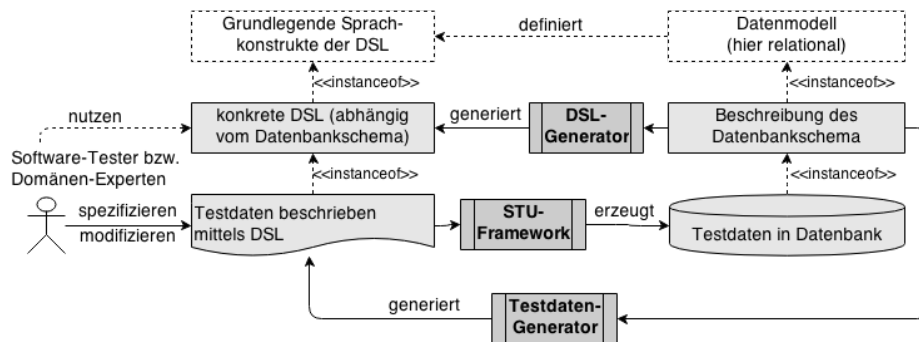 Grundlegende Sprach-
konstrukte der DSL
definiert
Datenmodell
(hier relational)
<<instanceof>>
<<instanceof>>
nutzen
konkrete DSL (abhängig
vom Datenbankschema)
generiert
DSL-
Generator
Beschreibung des
Datenbankschema
Software-Tester bzw.
Domänen-Experten
<<instanceof>>
<<instanceof>>
spezifizieren
modifizieren
Testdaten beschrieben
mittels DSL
STU-
Framework
erzeugt
Testdaten in Datenbank
generiert
Testdaten-
Generator